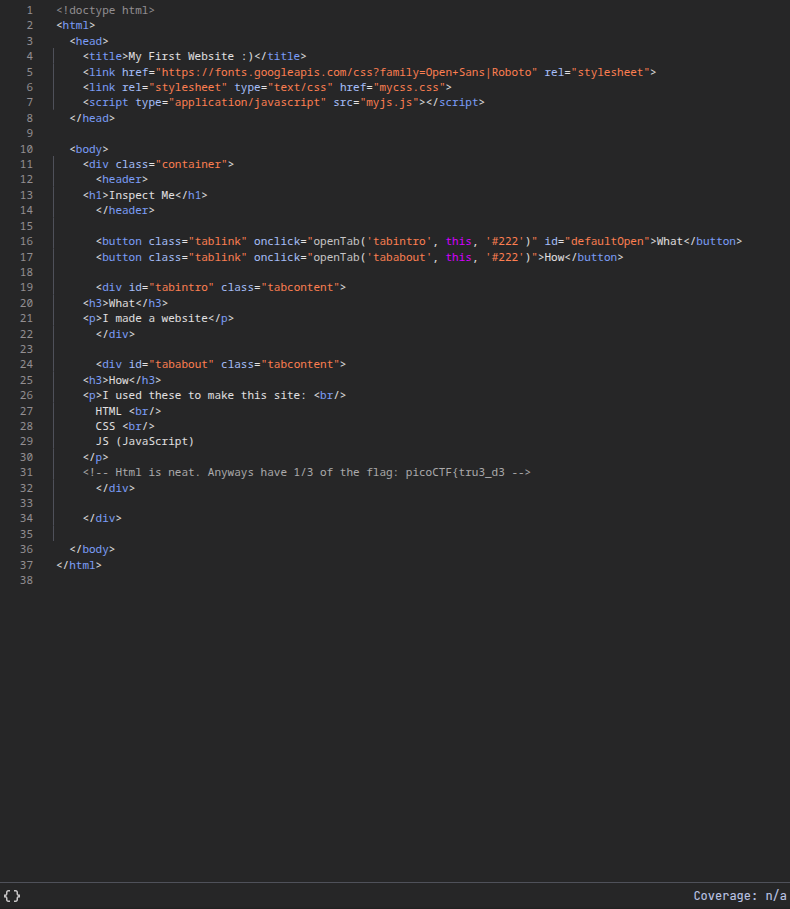 1 <!doctype html>
2 <html>
3 <head>
4 <title>My First Website :)</title>
5 <link href="https://fonts.googleapis.com/css?family=Open+Sans|Roboto" rel="stylesheet">
6 <link rel="stylesheet" type="text/css" href="mycss.css">
7 <script type="application/javascript" src="myjs.js"></script>
8 </head>
9
10 <body>
11 <div class="container">
12 <header>
13 <h1>Inspect Me</h1>
14 </header>
15
16 <button class="tablink" onclick="openTab('tabintro', this, '#222')" id="defaultOpen">What</button>
17 <button class="tablink" onclick="openTab('tababout', this, '#222')">How</button>
18
19 <div id="tabintro" class="tabcontent">
20 <h3>What</h3>
21 <p>I made a website</p>
22 </div>
23
24 <div id="tababout" class="tabcontent">
25 <h3>How</h3>
26 <p>I used these to make this site: <br/>
27 HTML <br/>
28 CSS <br/>
29 JS (JavaScript)
30 </p>
31 <!-- Html is neat. Anyways have 1/3 of the flag: picoCTF{tru3_d3 -->
32 </div>
33
34 </div>
35
36 </body>
37 </html>
38
{} Coverage: n/a